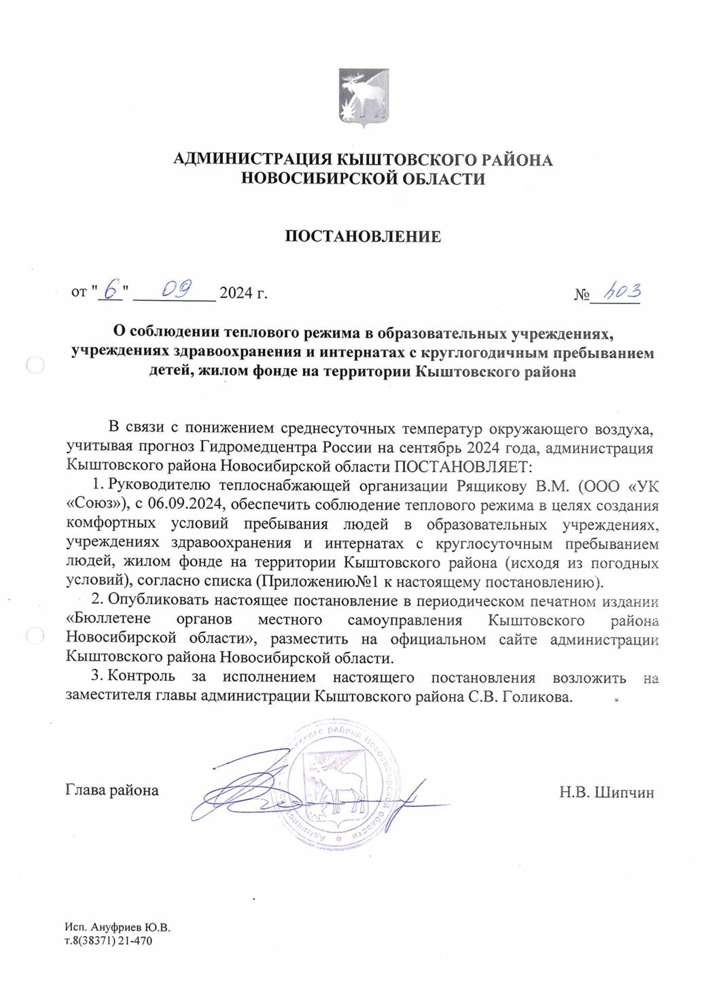 АДМИНИСТРАЦИЯ КЫШТОВСКОГО РАЙОНА
НОВОСИБИРСКОЙ ОБЛАСТИ
ПОСТАНОВЛЕНИЕ
от "6" 09 2024 г. № 403
О соблюдении теплового режима в образовательных учреждениях,
учреждениях здравоохранения и интернатах с круглогодичным пребыванием
детей, жилом фонде на территории Кыштовского района
В связи с понижением среднесуточных температур окружающего воздуха,
учитывая прогноз Гидромедцентра России на сентябрь 2024 года, администрация
Кыштовского района Новосибирской области ПОСТАНОВЛЯЕТ:
1. Руководителю теплоснабжающей организации Рящикову В.М. (ООО «УК
«Союз»), с 06.09.2024, обеспечить соблюдение теплового режима в целях создания
комфортных условий пребывания людей в образовательных учреждениях,
учреждениях здравоохранения и интернатах с круглосуточным пребыванием
людей, жилом фонде на территории Кыштовского района (исходя из погодных
условий), согласно списка (Приложению№1 к настоящему постановлению).
2. Опубликовать настоящее постановление в периодическом печатном издании
«Бюллетене органов местного самоуправления Кыштовского района
Новосибирской области», разместить на официальном сайте администрации
Кыштовского района Новосибирской области.
3. Контроль за исполнением настоящего постановления возложить на
заместителя главы администрации Кыштовского района С.В. Голикова.
района Новосибирской области
Глава района Н.В. Шипчин
Исп. Ануфриев Ю.В.
т.8(38371) 21-470